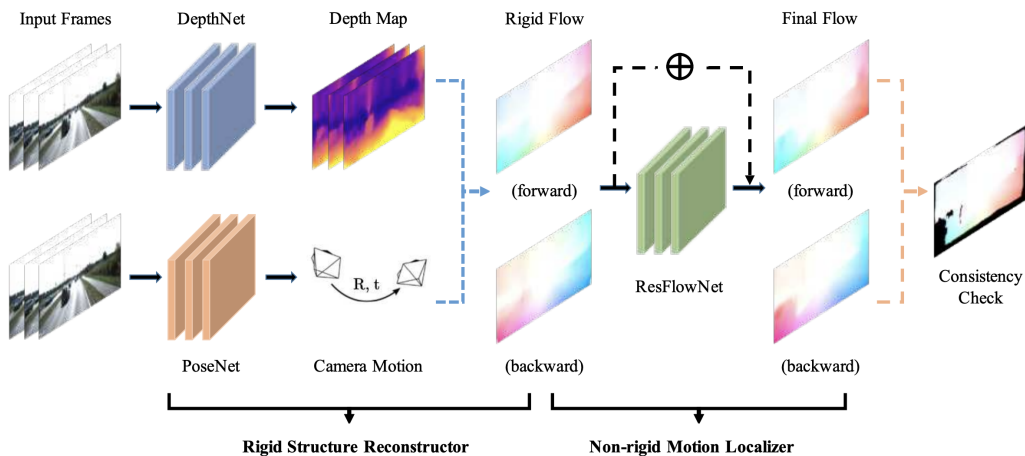 Input Frames
DepthNet
Depth Map
Rigid Flow
Final Flow
(forward)
(forward)
R, t
ResFlowNet
Consistency
Check
PoseNet
Camera Motion
(backward)
(backward)
Rigid Structure Reconstructor
Non-rigid Motion Localizer